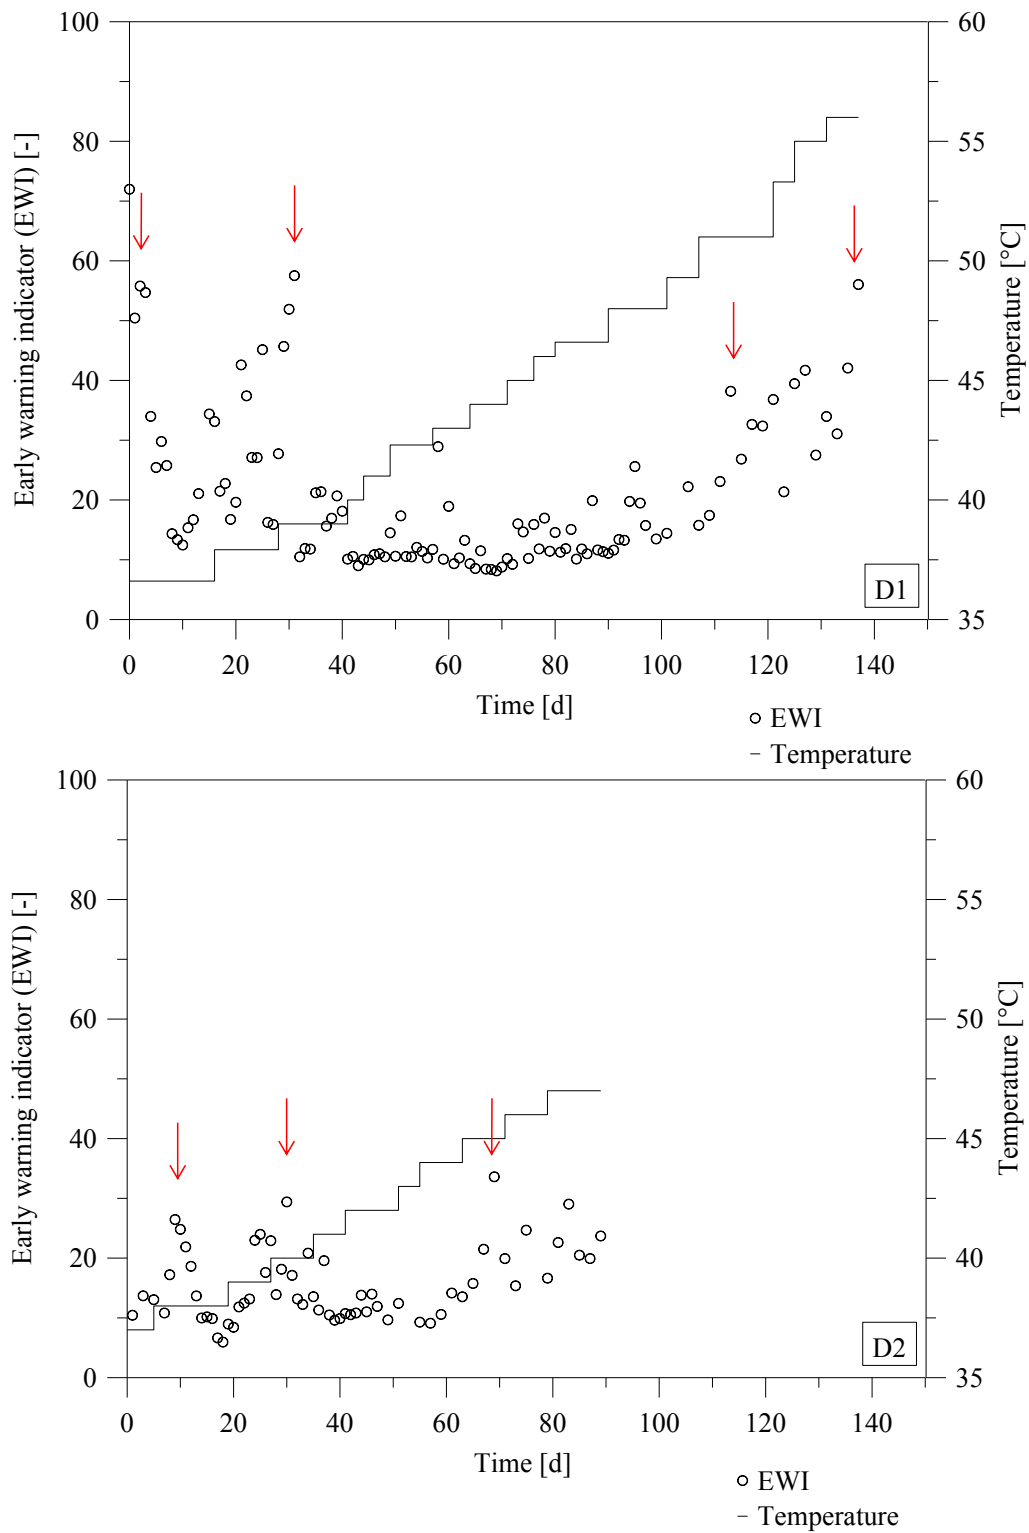 100
80
60
40
20
0
Early warning indicator (EWI) [-]
60
55
50
45
40
35
Temperature [°C]
D1
0 20 40 60 80 100 120 140
Time [d]
EWI
Temperature
100
80
60
40
20
0
Early warning indicator (EWI) [-]
60
55
50
45
40
35
Temperature [°C]
D2
0 20 40 60 80 100 120 140
Time [d]
EWI
Temperature